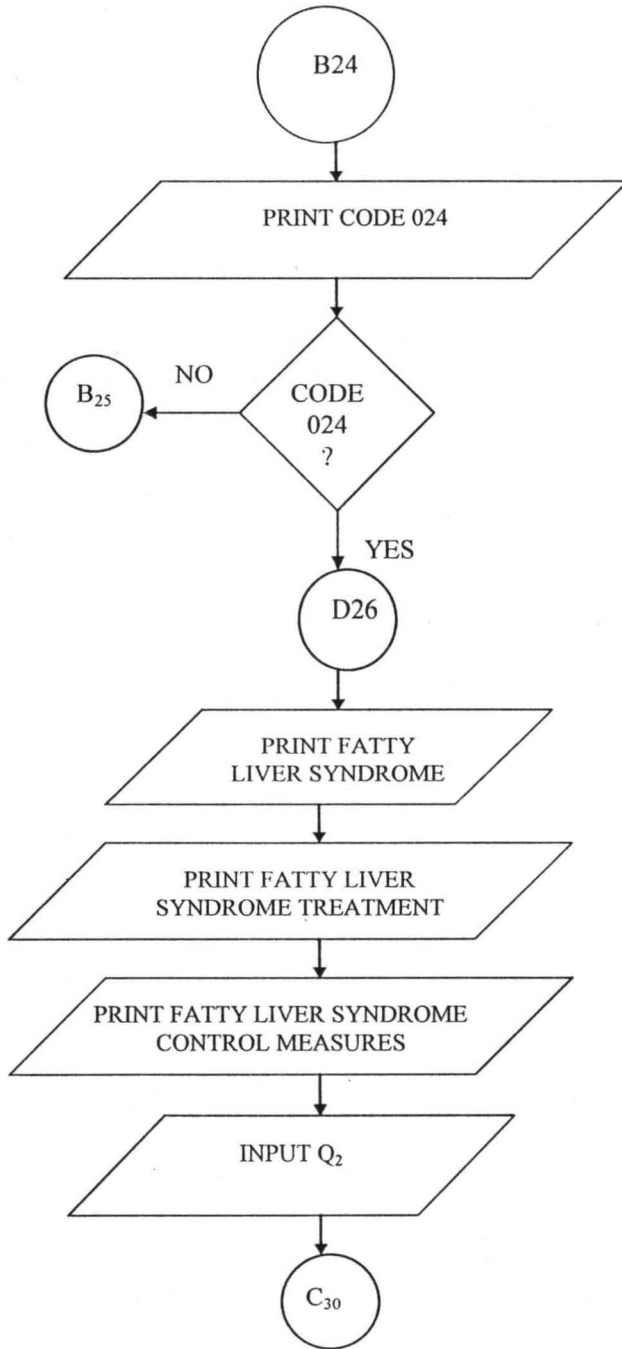 B24
PRINT CODE 024
NO
B₂₅
CODE
024
?
YES
D26
PRINT FATTY
LIVER SYNDROME
PRINT FATTY LIVER
SYNDROME TREATMENT
PRINT FATTY LIVER SYNDROME
CONTROL MEASURES
INPUT Q₂
C₃₀